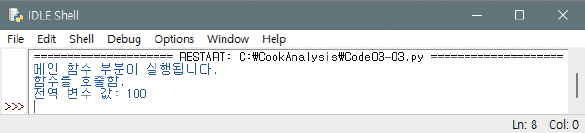 IDLE Shell
File Edit Shell Debug Options Window Help
==================== RESTART: C:\CookAnalysis\Code03-03.py ====================
메인 함수 부분이 실행됩니다.
함수를 호출함.
전역 변수 값: 100
>>>
Ln: 8 Col: 0